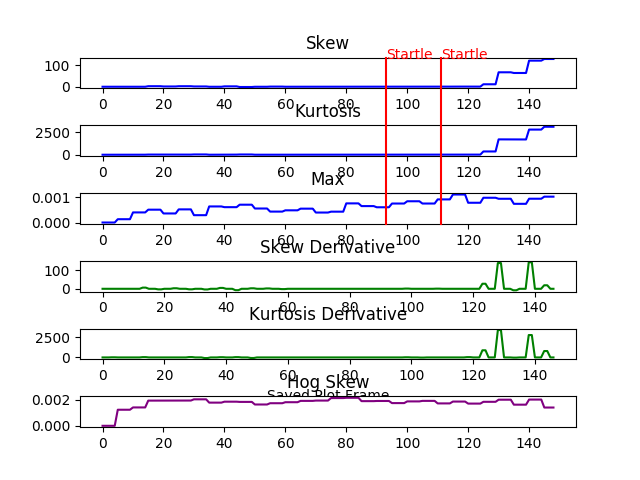 Skew
Startle Startle
100
0
0 20 40 60 80 100 120 140
Kurtosis
2500
0
0 20 40 60 80 100 120 140
Max
0.001
0.000
0 20 40 60 80 100 120 140
Skew Derivative
100
0
0 20 40 60 80 100 120 140
Kurtosis Derivative
2500
0
0 20 40 60 80 100 120 140
Hog Skew
Saved Plot Frame
0.002
0.000
0 20 40 60 80 100 120 140